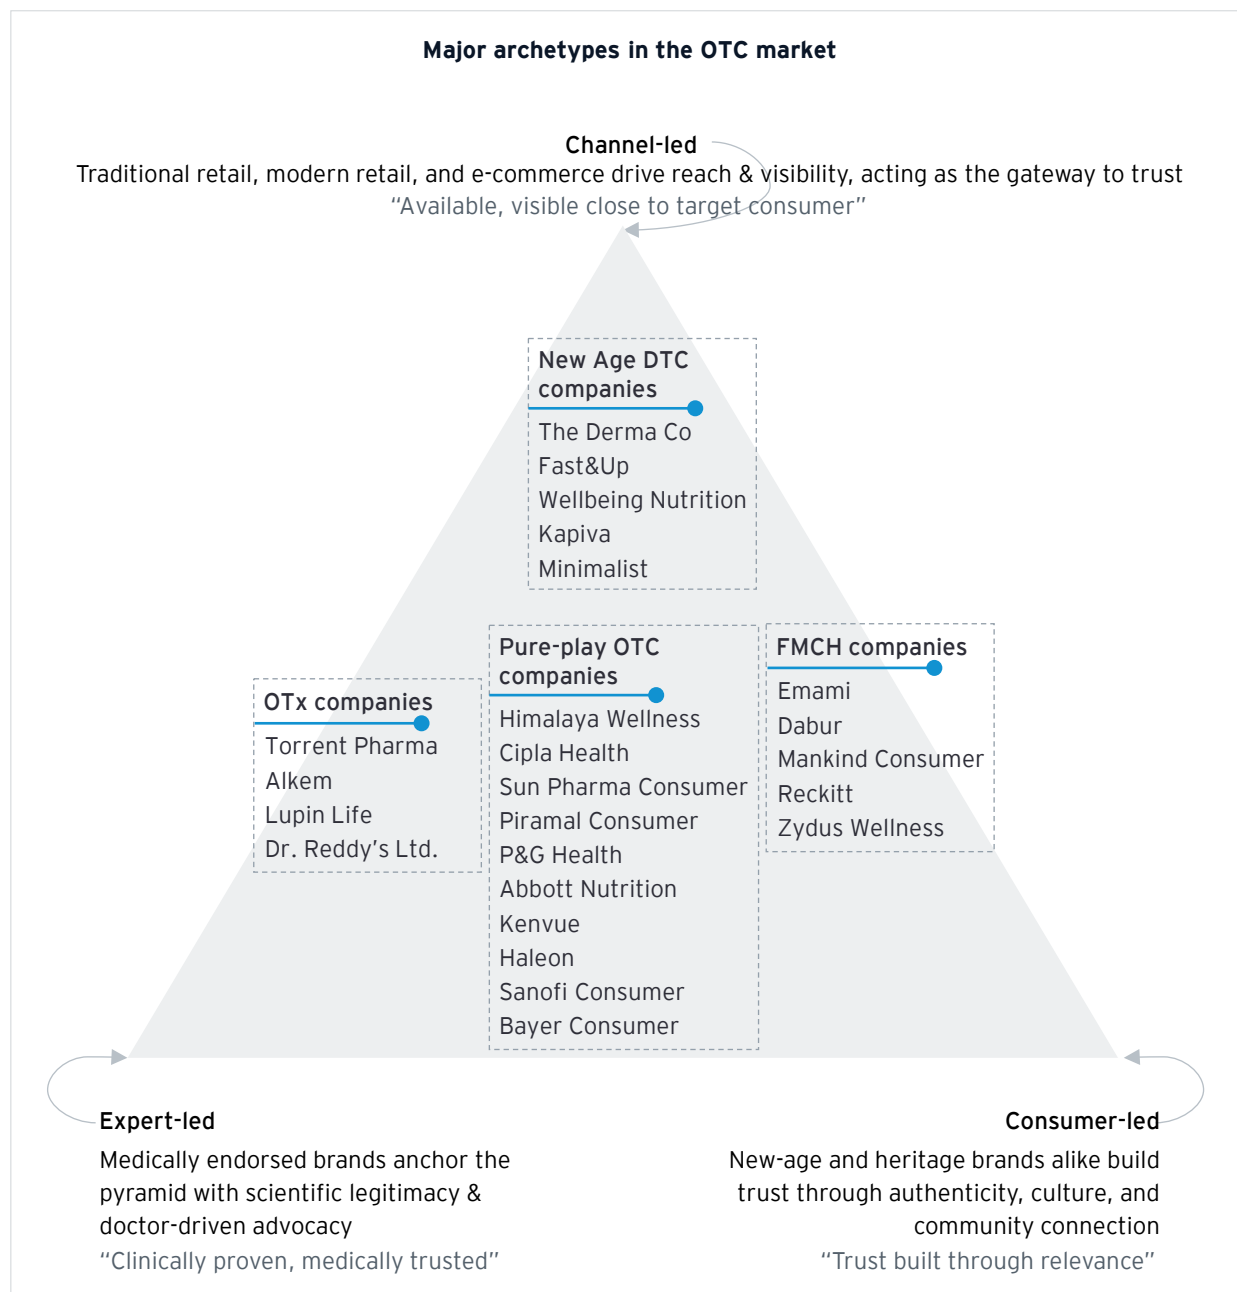 Major archetypes in the OTC market
Channel-led
Traditional retail, modern retail, and e-commerce drive reach & visibility, acting as the gateway to trust
“Available, visible close to target consumer”
New Age DTC
companies
The Derma Co
Fast&Up
Wellbeing Nutrition
Kapiva
Minimalist
OTx companies
Torrent Pharma
Alkem
Lupin Life
Dr. Reddy’s Ltd.
Pure-play OTC
companies
Himalaya Wellness
Cipla Health
Sun Pharma Consumer
Piramal Consumer
P&G Health
Abbott Nutrition
Kenvue
Haleon
Sanofi Consumer
Bayer Consumer
FMCH companies
Emami
Dabur
Mankind Consumer
Reckitt
Zydus Wellness
Expert-led
Medically endorsed brands anchor the
pyramid with scientific legitimacy &
doctor-driven advocacy
“Clinically proven, medically trusted”
Consumer-led
New-age and heritage brands alike build
trust through authenticity, culture, and
community connection
“Trust built through relevance”